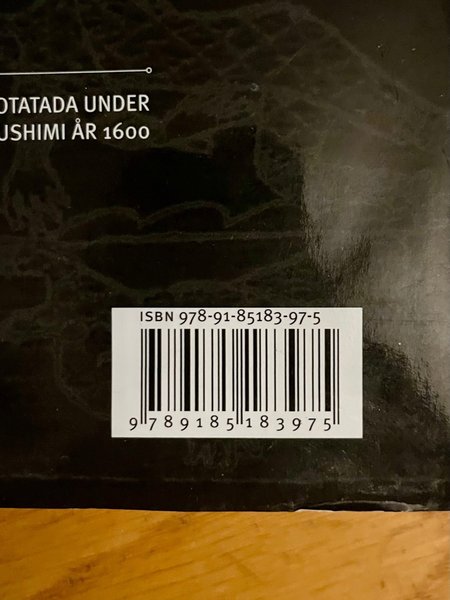 OTATADA UNDER
USHIMI ÅR 1600
ISBN 978-91-85183-97-5
9 789185 183975